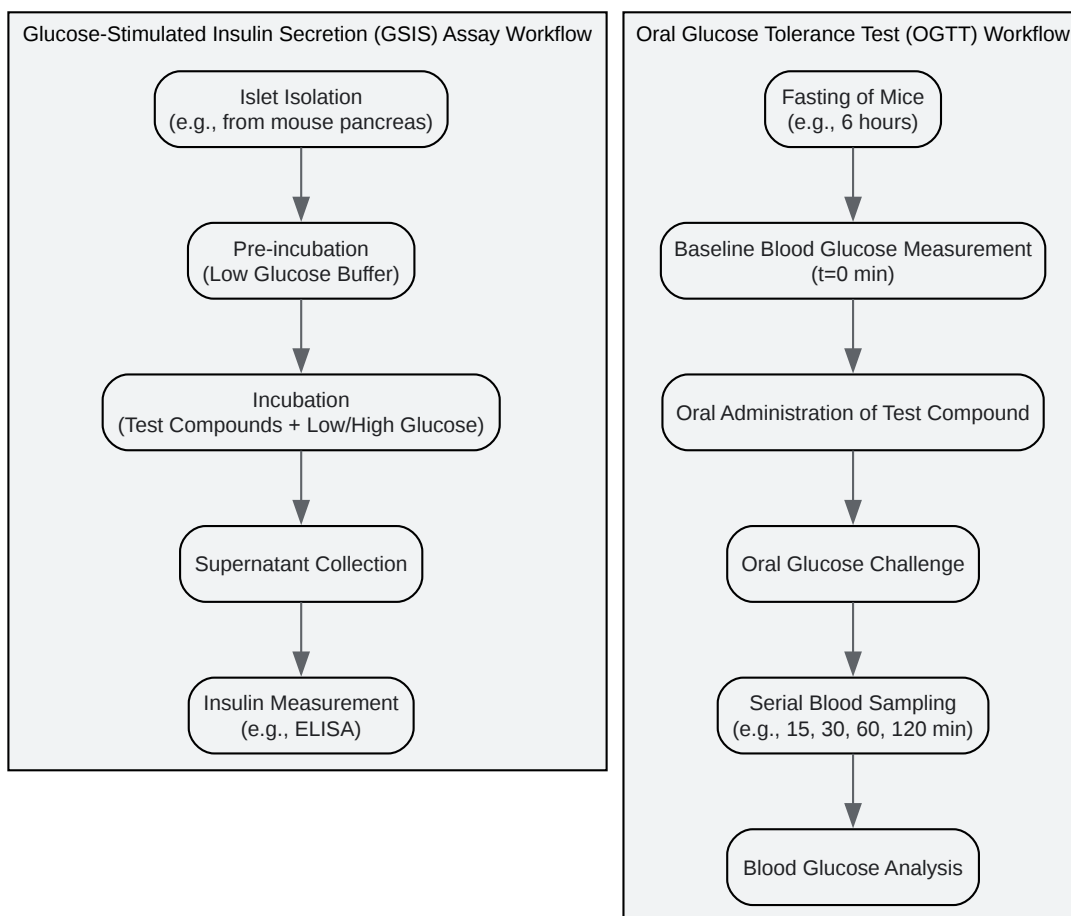 Glucose-Stimulated Insulin Secretion (GSIS) Assay Workflow
Islet Isolation
(e.g., from mouse pancreas)
Pre-incubation
(Low Glucose Buffer)
Incubation
(Test Compounds + Low/High Glucose)
Supernatant Collection
Insulin Measurement
(e.g., ELISA)
Oral Glucose Tolerance Test (OGTT) Workflow
Fasting of Mice
(e.g., 6 hours)
Baseline Blood Glucose Measurement
(t=0 min)
Oral Administration of Test Compound
Oral Glucose Challenge
Serial Blood Sampling
(e.g., 15, 30, 60, 120 min)
Blood Glucose Analysis